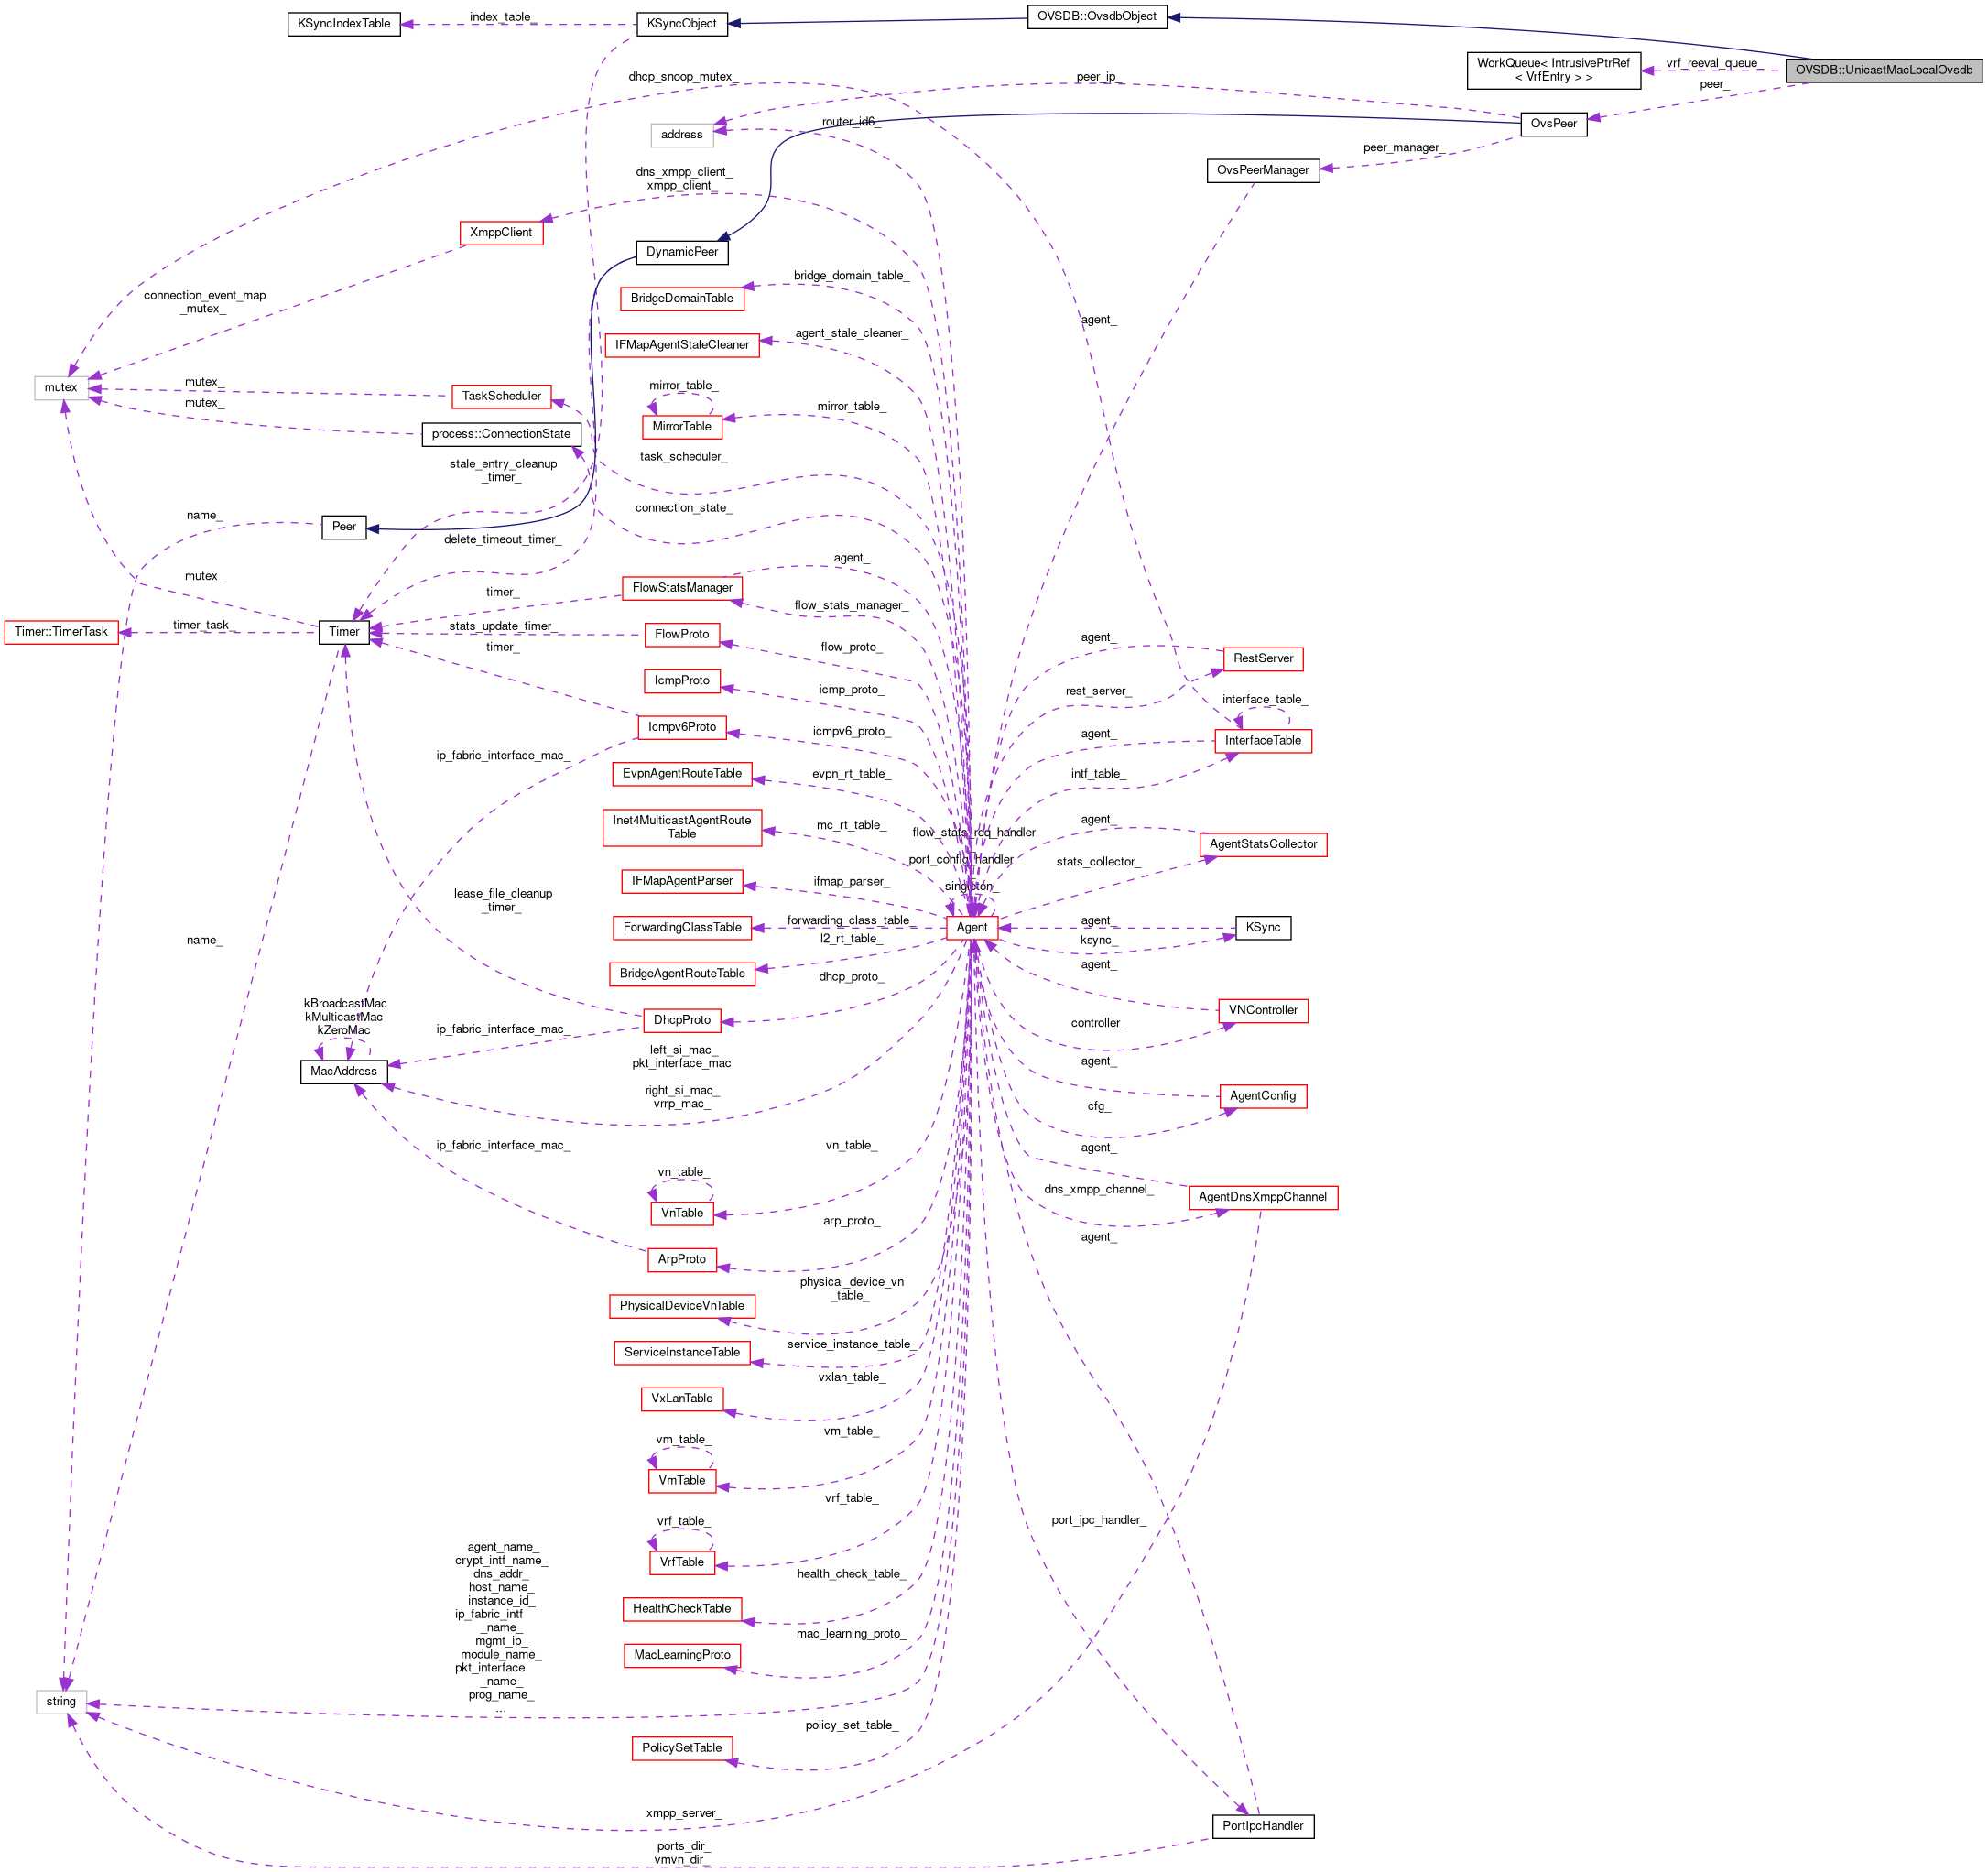 index_table_
KSyncIndexTable
KSyncObject
OVSDB::OvsdbObject
WorkQueue< IntrusivePtrRef
< VrfEntry > >
vrf_reeval_queue_
OVSDB::UnicastMacLocalOvsdb
dhcp_snoop_mutex_
peer_ip_
peer_
address
router_id6_
OvsPeer
peer_manager_
OvsPeerManager
dns_xmpp_client_
xmpp_client_
XmppClient
DynamicPeer
bridge_domain_table_
BridgeDomainTable
connection_event_map
_mutex_
agent_
agent_stale_cleaner_
IFMapAgentStaleCleaner
mutex
mutex_
TaskScheduler
mirror_table_
mirror_table_
MirrorTable
mutex_
process::ConnectionState
stale_entry_cleanup
_timer_
task_scheduler_
name_
Peer
connection_state_
delete_timeout_timer_
agent_
mutex_
timer_
FlowStatsManager
flow_stats_manager_
Timer::TimerTask
timer_task_
Timer
stats_update_timer_
FlowProto
flow_proto_
agent_
RestServer
timer_
IcmpProto
icmp_proto_
rest_server_
interface_table_
Icmpv6Proto
icmpv6_proto_
agent_
InterfaceTable
ip_fabric_interface_mac_
EvpnAgentRouteTable
evpn_rt_table_
intf_table_
Inet4MulticastAgentRoute
Table
mc_rt_table_
flow_stats_req_handler
_
agent_
AgentStatsCollector
port_config_handler
_
stats_collector_
IFMapAgentParser
ifmap_parser_
singleton_
lease_file_cleanup
_timer_
ForwardingClassTable
forwarding_class_table_
Agent
agent_
KSync
name_
l2_rt_table_
ksync_
BridgeAgentRouteTable
agent_
dhcp_proto_
kBroadcastMac
kMulticastMac
kZeroMac
ip_fabric_interface_mac_
DhcpProto
VNController
controller_
MacAddress
left_si_mac_
pkt_interface_mac
_
right_si_mac_
vrrp_mac_
agent_
AgentConfig
cfg_
ip_fabric_interface_mac_
vn_table_
agent_
vn_table_
VnTable
dns_xmpp_channel_
AgentDnsXmppChannel
arp_proto_
agent_
ArpProto
physical_device_vn
_table_
PhysicalDeviceVnTable
service_instance_table_
ServiceInstanceTable
vxlan_table_
VxLanTable
vm_table_
vm_table_
VmTable
vrf_table_
vrf_table_
VrfTable
port_ipc_handler_
agent_name_
crypt_intf_name_
dns_addr_
host_name_
instance_id_
ip_fabric_intf
_name_
mgmt_ip_
module_name_
pkt_interface
_name_
prog_name_
...
health_check_table_
HealthCheckTable
mac_learning_proto_
MacLearningProto
string
policy_set_table_
PolicySetTable
xmpp_server_
PortIpcHandler
ports_dir_
vmvn_dir_